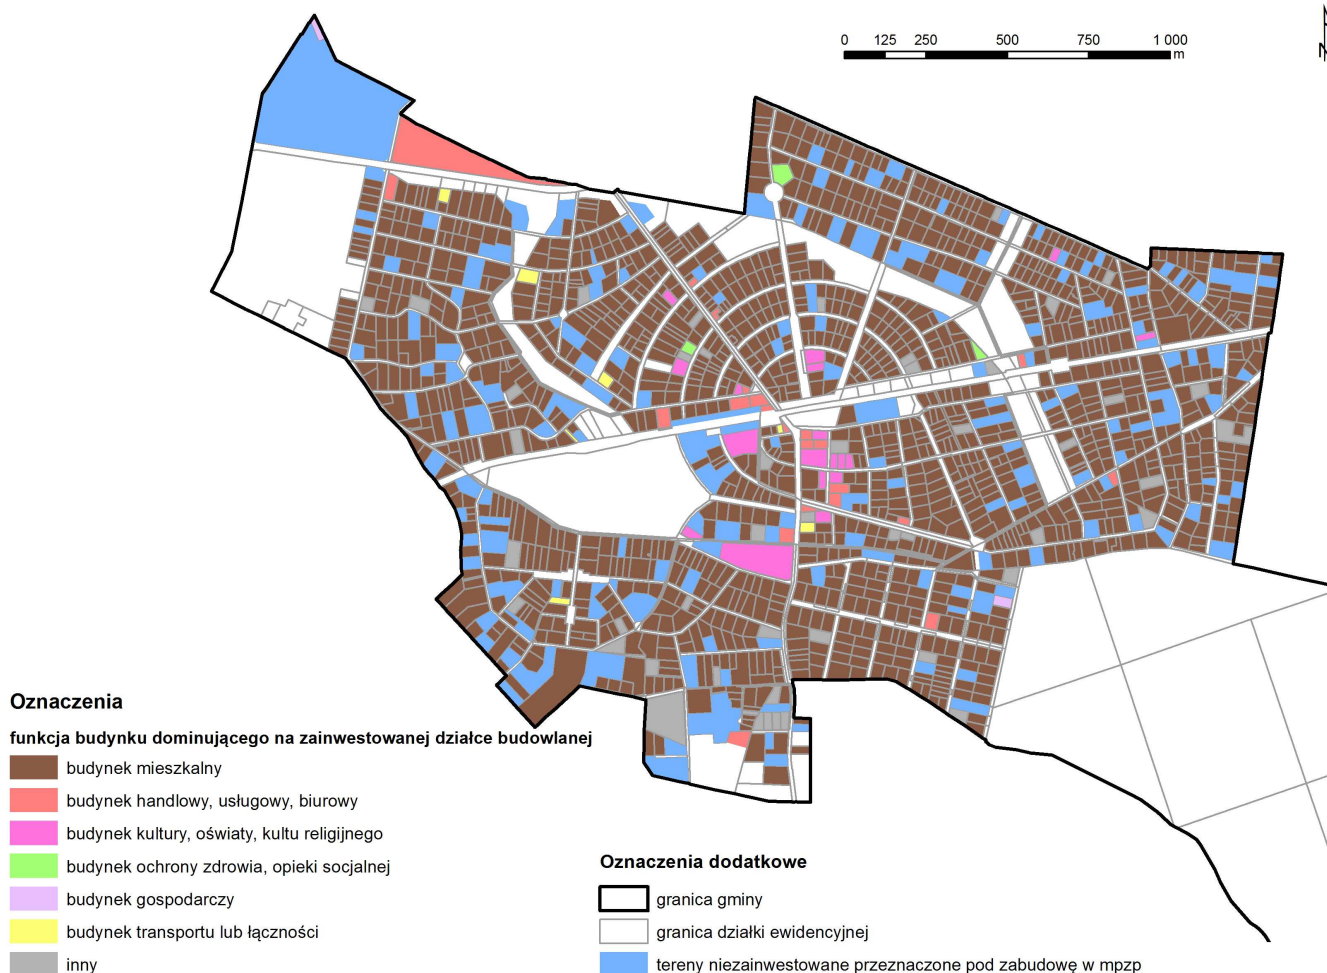 0 125 250 500 750 1 000
m
N
Oznaczenia
funkcja budynku dominującego na zainwestowanej działce budowlanej
budynek mieszkalny
budynek handlowy, usługowy, biurowy
budynek kultury, oświaty, kultu religijnego
budynek ochrony zdrowia, opieki socjalnej
budynek gospodarczy
budynek transportu lub łączności
inny
Oznaczenia dodatkowe
granica gminy
granica działki ewidencyjnej
tereny niezainwestowane przeznaczone pod zabudowę w mpzp